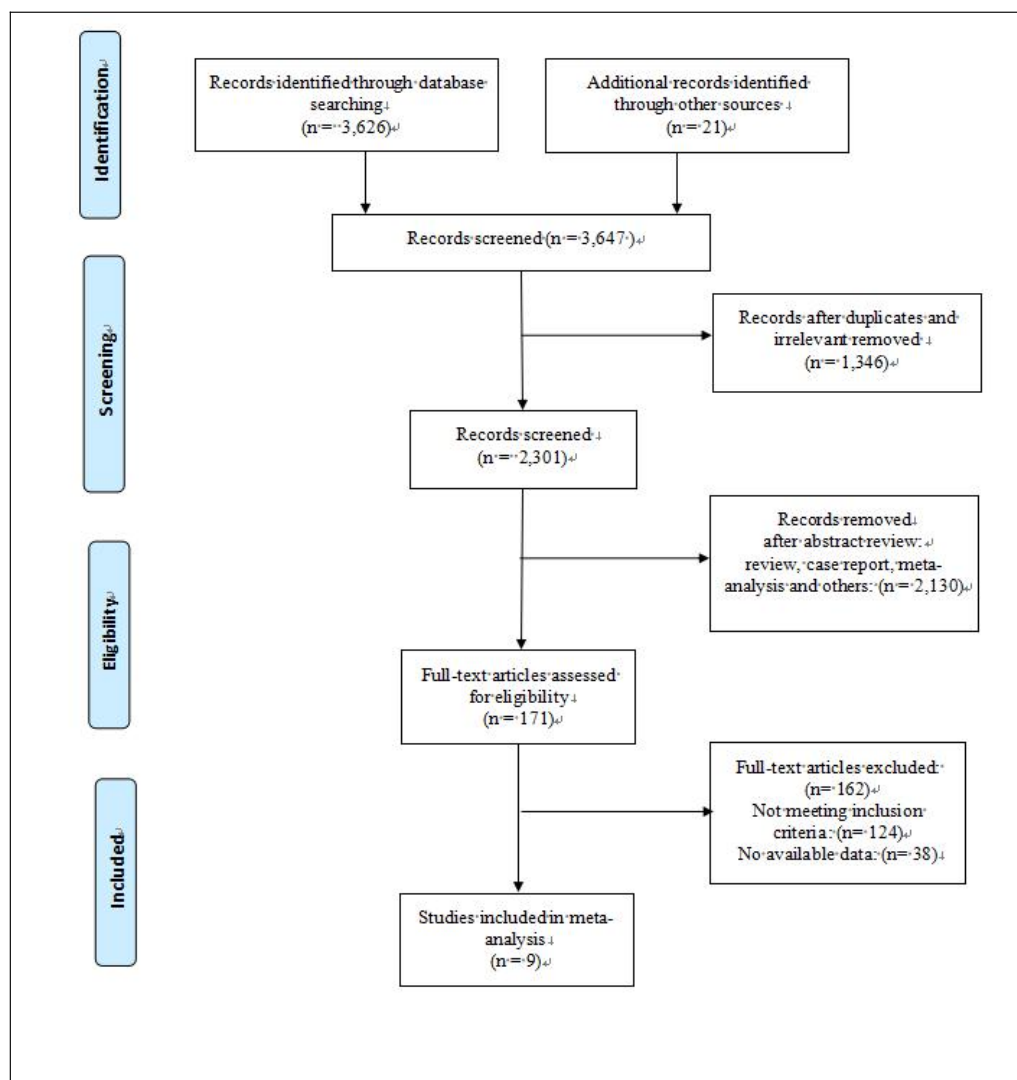 Identification
Records identified through database
searching
(n = 3,626)
Additional records identified
through other sources
(n = 21)
Records screened (n = 3,647 )
Screening
Records after duplicates and
irrelevant removed
(n = 1,346)
Records screened
(n = 2,301)
Records removed
after abstract review:
review, case report, meta-
analysis and others: (n = 2,130)
Eligibility
Full-text articles assessed
for eligibility
(n = 171)
Full-text articles excluded:
(n= 162)
Not meeting inclusion
criteria: (n= 124)
No available data: (n= 38)
Included
Studies included in meta-
analysis
(n = 9)